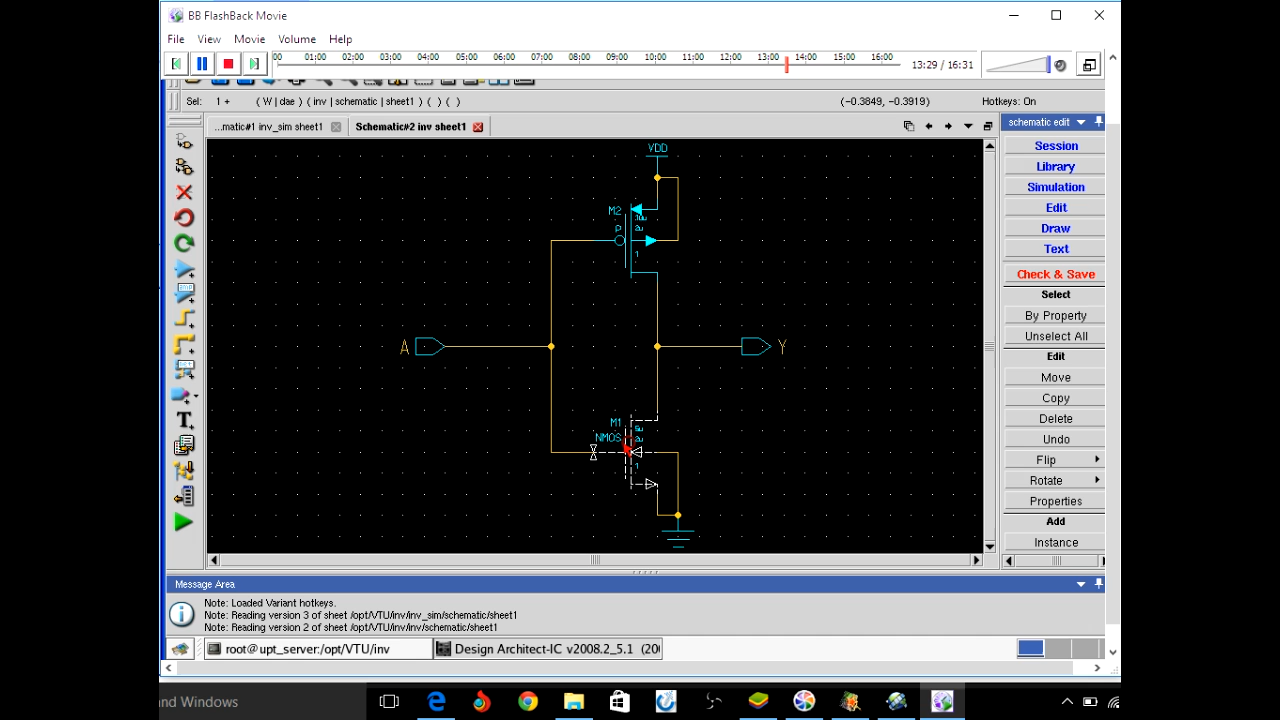 BB FlashBack Movie
File View Movie Volume Help
00 01:00 02:00 03:00 04:00 05:00 06:00 07:00 08:00 09:00 10:00 11:00 12:00 13:00 14:00 15:00 16:00 13:29 / 16:31
Sel: 1 + ( W | dae ) ( inv | schematic | sheet1 ) ( ) ( ) (-0.3849, -0.3919) Hotkeys: On
...matic#1 inv_sim sheet1
Schematic#2 inv sheet1
schematic edit
Session
Library
Simulation
Edit
Draw
Text
Check & Save
Select
By Property
Unselect All
Edit
Move
Copy
Delete
Undo
Flip
Rotate
Properties
Add
Instance
VDD
M2
P
2u
1
A
Y
M1
NMOS
2u
1
T
Message Area
Note: Loaded Variant hotkeys.
Note: Reading version 3 of sheet /opt/VTU/inv/inv_sim/schematic/sheet1
Note: Reading version 2 of sheet /opt/VTU/inv/inv/schematic/sheet1
root@upt_server:/opt/VTU/inv
Design Architect-IC v2008.2_5.1 (20
and Windows